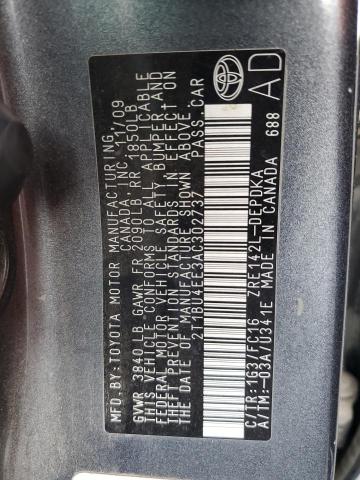 MFD.BY:TOYOTA MOTOR MANUFACTURING,
CANADA, INC. 11/09
GVWR 3840LB GAWR FR 2090LB RR 1850LB
THIS VEHICLE CONFORMS TO ALL APPLICABLE
FEDERAL MOTOR VEHICLE SAFETY, BUMPER, AND
THEFT PREVENTION STANDARDS IN EFFECT ON
THE DATE OF MANUFACTURE SHOWN ABOVE.
2T1BU4EE3AC302737 PASS.CAR
C/TR:1G3/FC16 ZRE142L-DEPDKA
A/TM:-03A/U341E MADE IN CANADA
688
AD